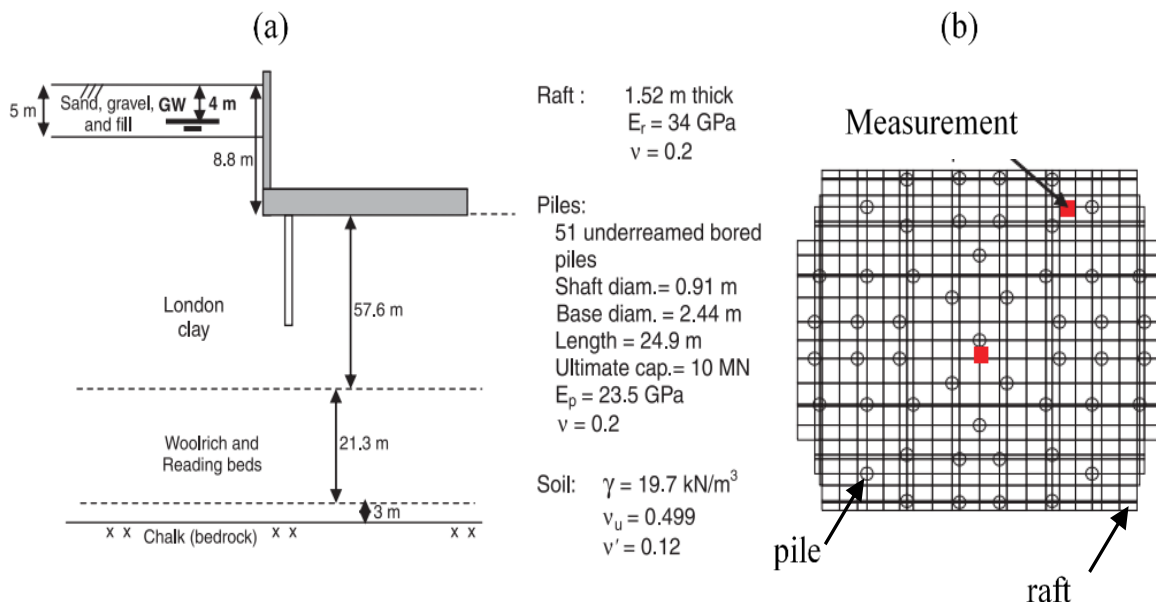 (a)
5 m
Sand, gravel, GW 4 m
and fill
8.8 m
London
clay
57.6 m
Woolrich and
Reading beds
21.3 m
3 m
x x Chalk (bedrock) x x x x
Raft : 1.52 m thick
E_r = 34 GPa
ν = 0.2
Piles:
51 underreamed bored
piles
Shaft diam.= 0.91 m
Base diam. = 2.44 m
Length = 24.9 m
Ultimate cap.= 10 MN
E_p = 23.5 GPa
ν = 0.2
Soil: γ = 19.7 kN/m³
ν_u = 0.499
ν' = 0.12
(b)
Measurement
pile
raft